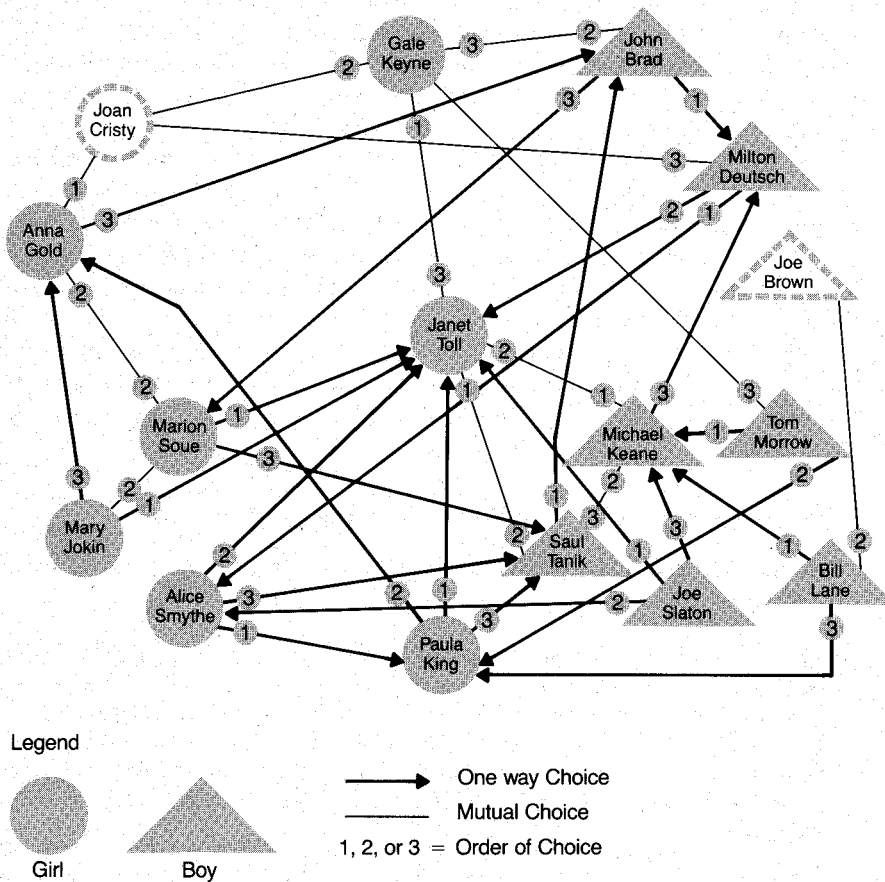 Gale
Keyne
3
2
John
Brad
2
Joan
Cristy
3
1
1
3
Milton
Deutsch
1
3
2
1
Anna
Gold
Joe
Brown
2
3
Janet
Toll
2
2
1
1
3
3
Marion
Soue
1
Michael
Keane
1
Tom
Morrow
3
2
3
2
1
Mary
Jokin
1
2
3
3
2
Saul
Tanik
1
1
2
2
Bill
Lane
Alice
Smythe
3
1
2
3
2
Joe
Slaton
1
Paula
King
3
Legend
One way Choice
Mutual Choice
1, 2, or 3 = Order of Choice
Girl
Boy